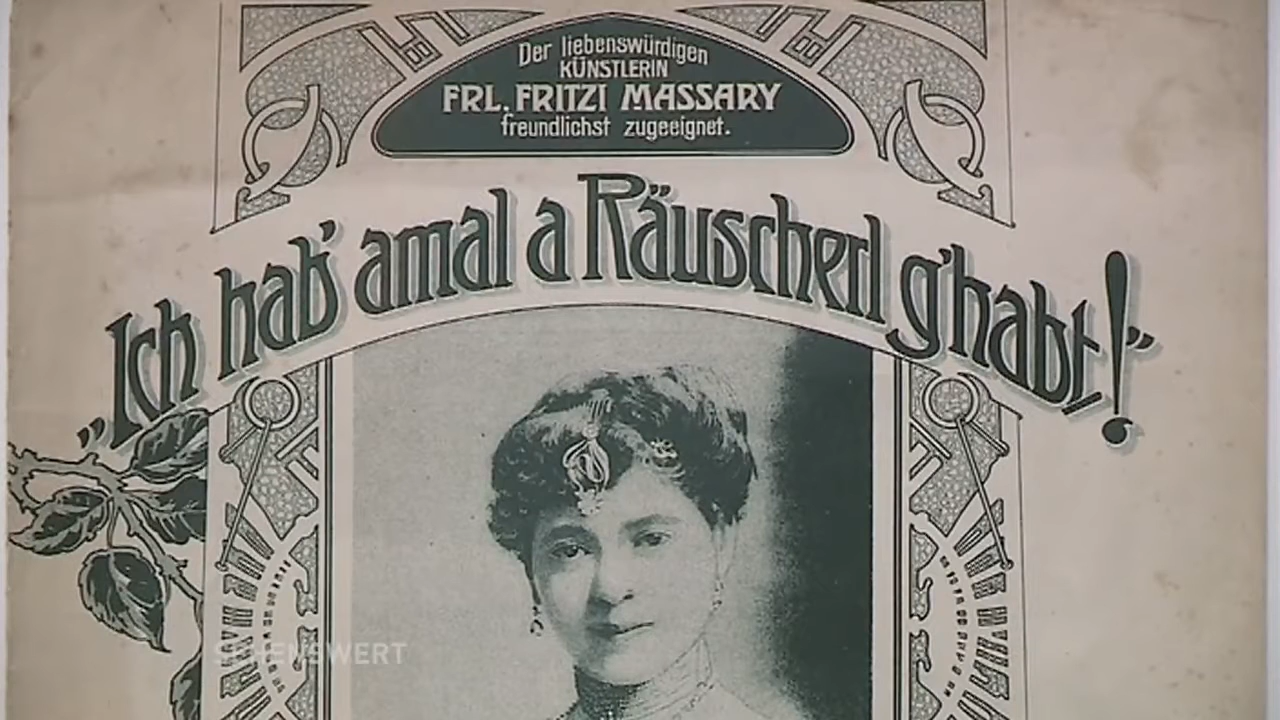 Der liebenswürdigen
KÜNSTLERIN
FRL. FRITZI MASSARY
freundlichst zugeeignet.
„Ich hab' amal a Räuscherl g'habt!"
SEHENSWERT